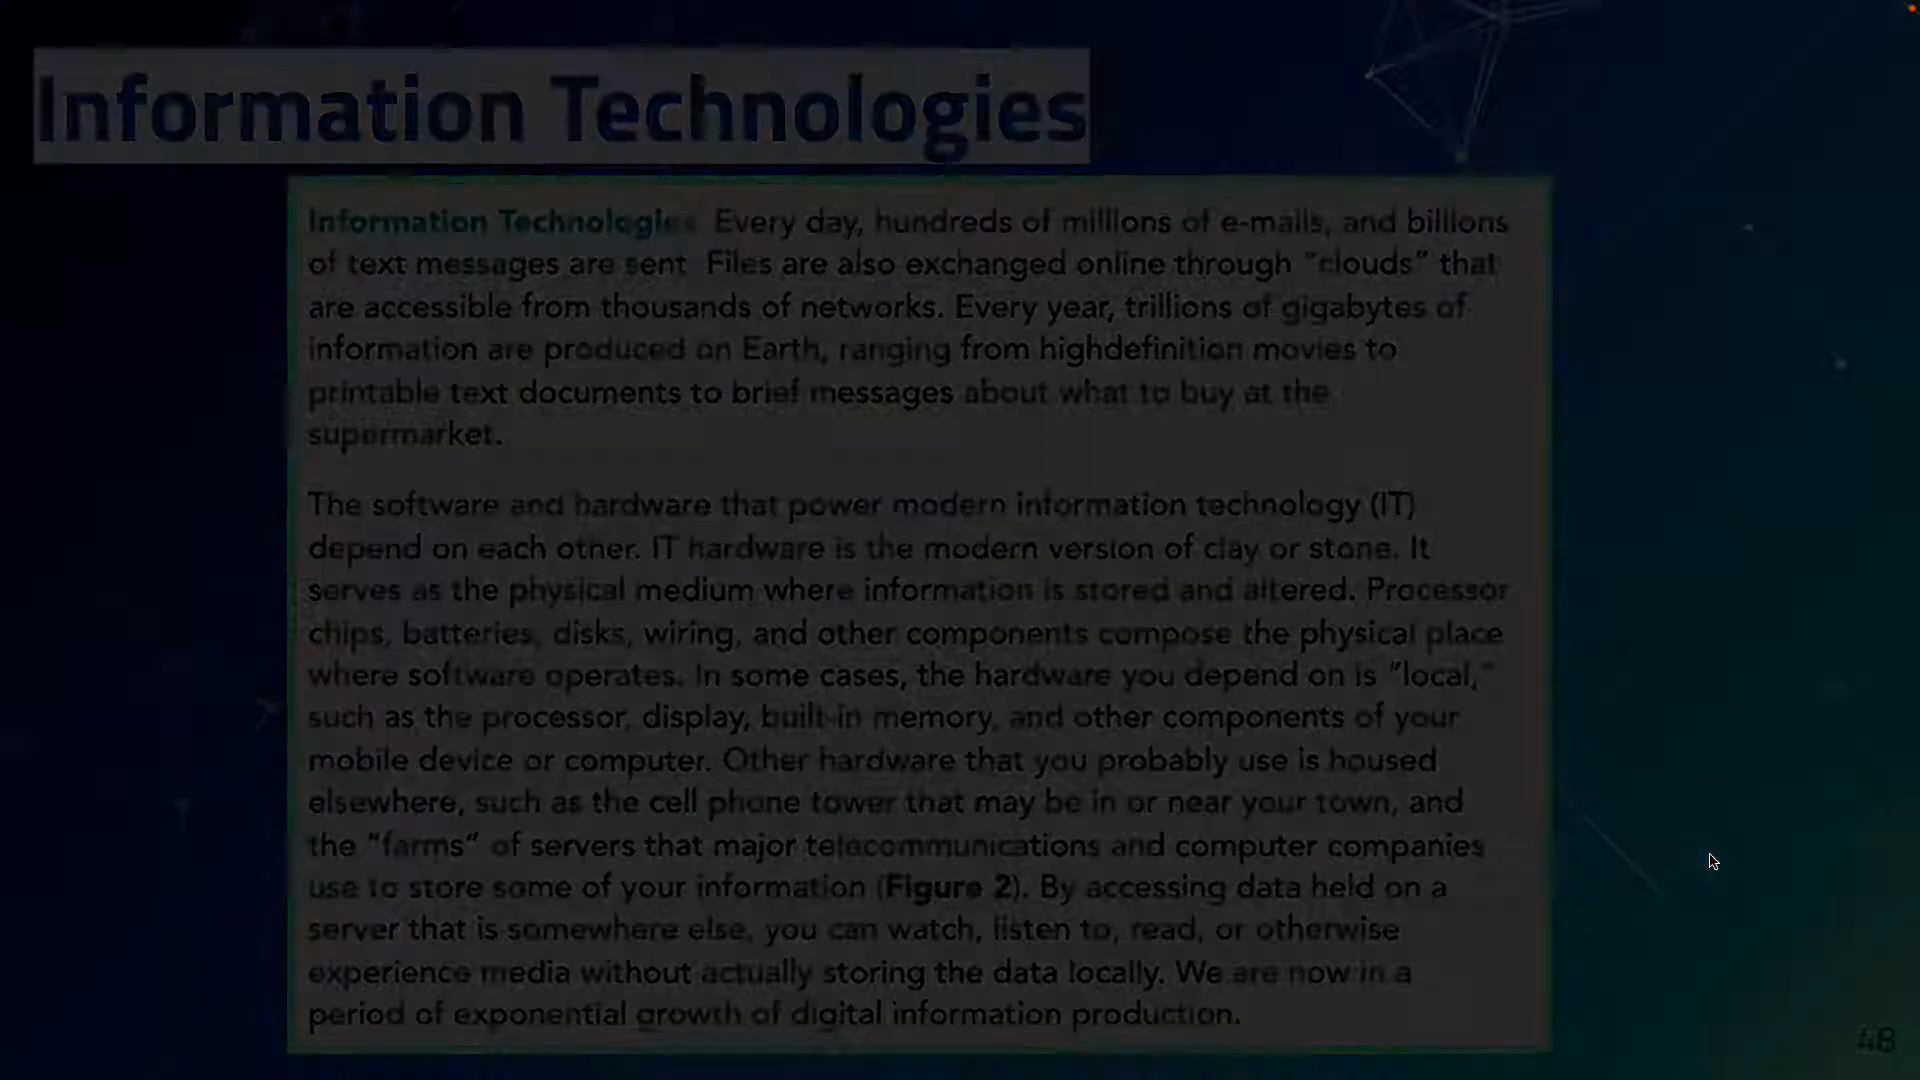 Information Technologies
Information Technologies Every day, hundreds of millions of e-mails, and billions
of text messages are sent Files are also exchanged online through "clouds" that
are accessible from thousands of networks. Every year, trillions of gigabytes of
information are produced on Earth, ranging from highdefinition movies to
printable text documents to brief messages about what to buy at the
supermarket.
The software and hardware that power modern information technology (IT)
depend on each other. IT hardware is the modern version of clay or stone. It
serves as the physical medium where information is stored and altered. Processor
chips, batteries, disks, wiring, and other components compose the physical place
where software operates. In some cases, the hardware you depend on is "local,"
such as the processor, display, built-in memory, and other components of your
mobile device or computer. Other hardware that you probably use is housed
elsewhere, such as the cell phone tower that may be in or near your town, and
the "farms" of servers that major telecommunications and computer companies
use to store some of your information (Figure 2). By accessing data held on a
server that is somewhere else, you can watch, listen to, read, or otherwise
experience media without actually storing the data locally. We are now in a
period of exponential growth of digital information production.
48